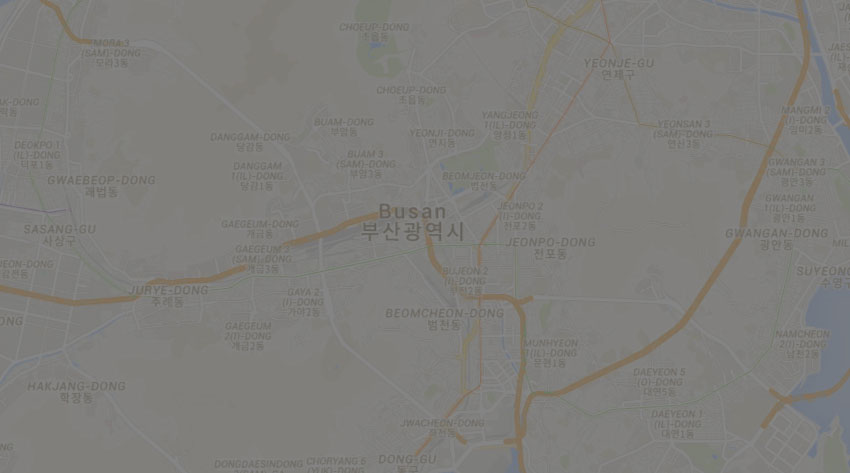 CHOEUP-DONG
초읍동
MORA 3
(SAM)-DONG
모라3동
YEONJE-GU
연제구
CHOEUP-DONG
초읍동
MANGMI 2
(I)-DONG
망미2동
BUAM-DONG
부암동
YANGJEONG
1(IL)-DONG
양정1동
YEONSAN 3
(SAM)-DONG
연산3동
DANGGAM-DONG
당감동
YEONJI-DONG
연지동
DEOKPO 1
(IL)-DONG
덕포1동
BUAM 3
(SAM)-DONG
부암3동
DANGGAM
1(IL)-DONG
당감1동
GWANGAN 3
(SAM)-DONG
광안3동
GWAEBEOP-DONG
괘법동
BEOMJEON-DONG
범전동
GWANGAN
1(IL)-DONG
광안1동
Busan
부산광역시
JEONPO 2
(I)-DONG
전포2동
SASANG-GU
사상구
GAEGEUM-DONG
개금동
GWANGAN-DONG
광안동
JEONPO-DONG
전포동
GAEGEUM 3
(SAM)-DONG
개금3동
BUJEON 2
(I)-DONG
부전2동
SUYEONG
수영구
JURYE-DONG
주례동
GAYA 2
(I)-DONG
가야2동
BEOMCHEON-DONG
범천동
GAEGEUM
2(I)-DONG
개금2동
NAMCHEON
2(I)-DONG
남천2동
MUNHYEON
1(IL)-DONG
문현1동
DAEYEON 5
(O)-DONG
대연5동
HAKJANG-DONG
학장동
DAEYEON 1
(IL)-DONG
대연1동
JWACHEON-DONG
좌천동
DONG-GU
동구
DONGDAESINDONG
CHORYANG 6